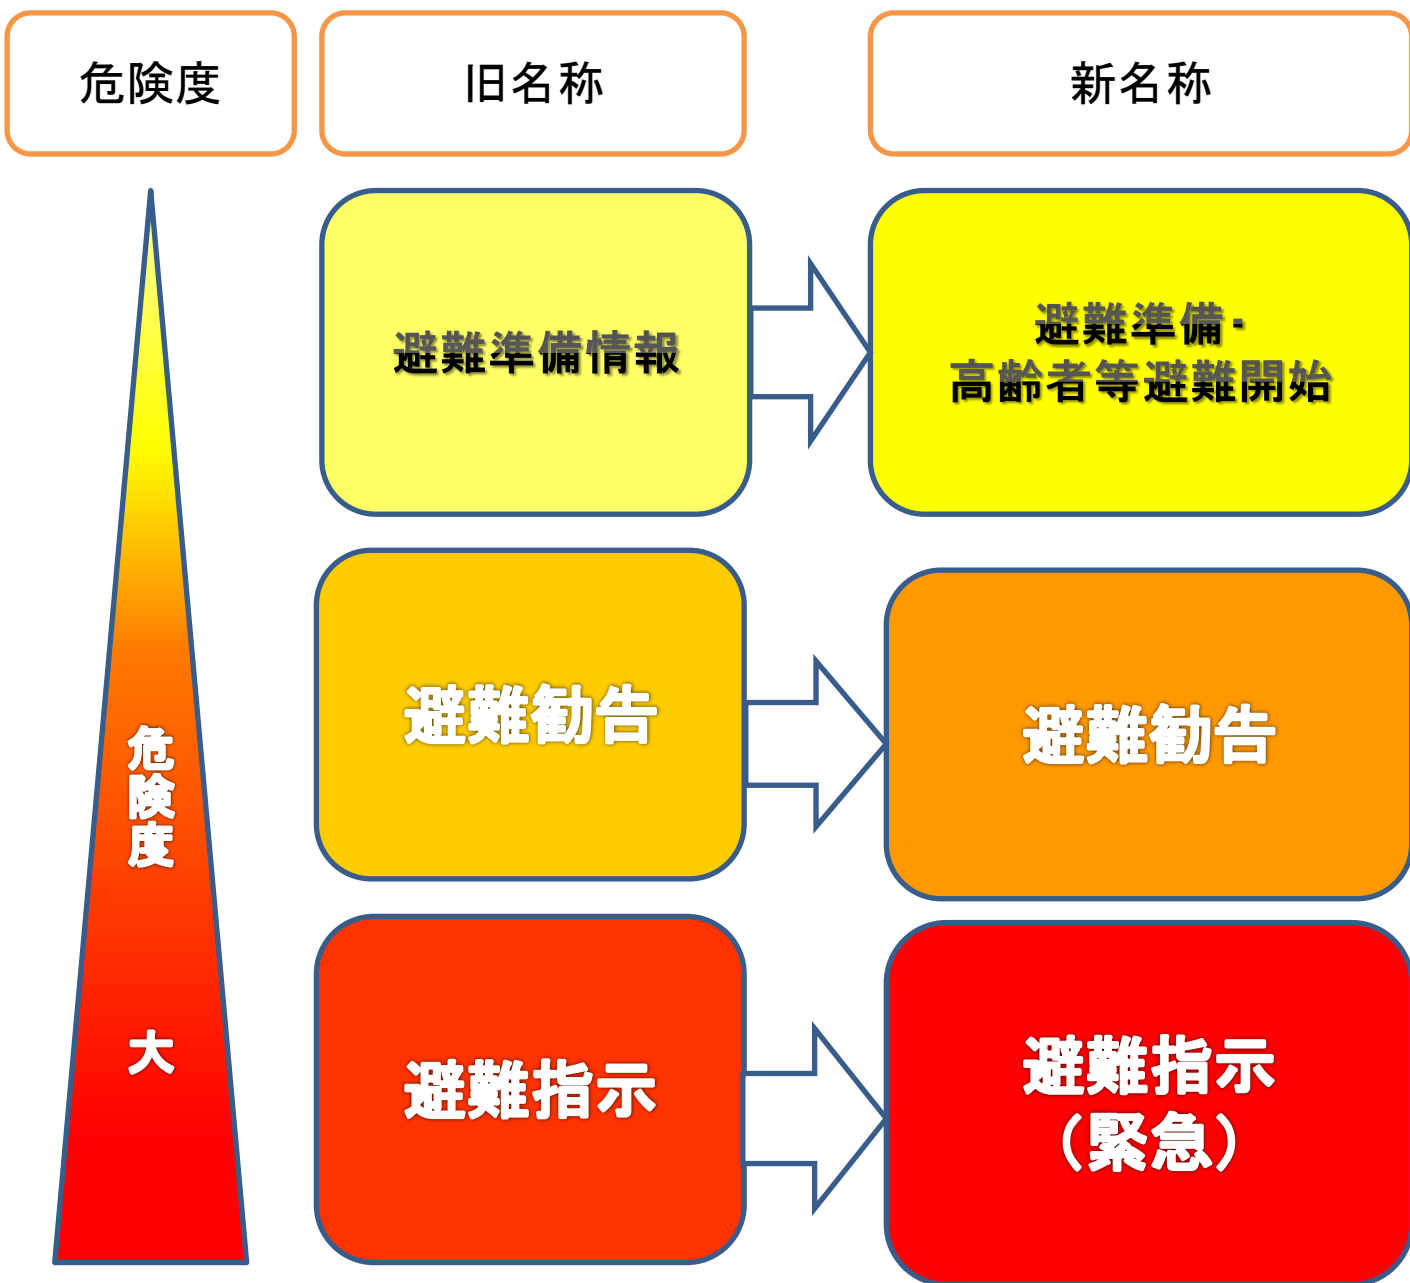 危険度
旧名称
新名称
避難準備情報
避難準備・
高齢者等避難開始
避難勧告
避難勧告
危険度
大
避難指示
避難指示
（緊急）